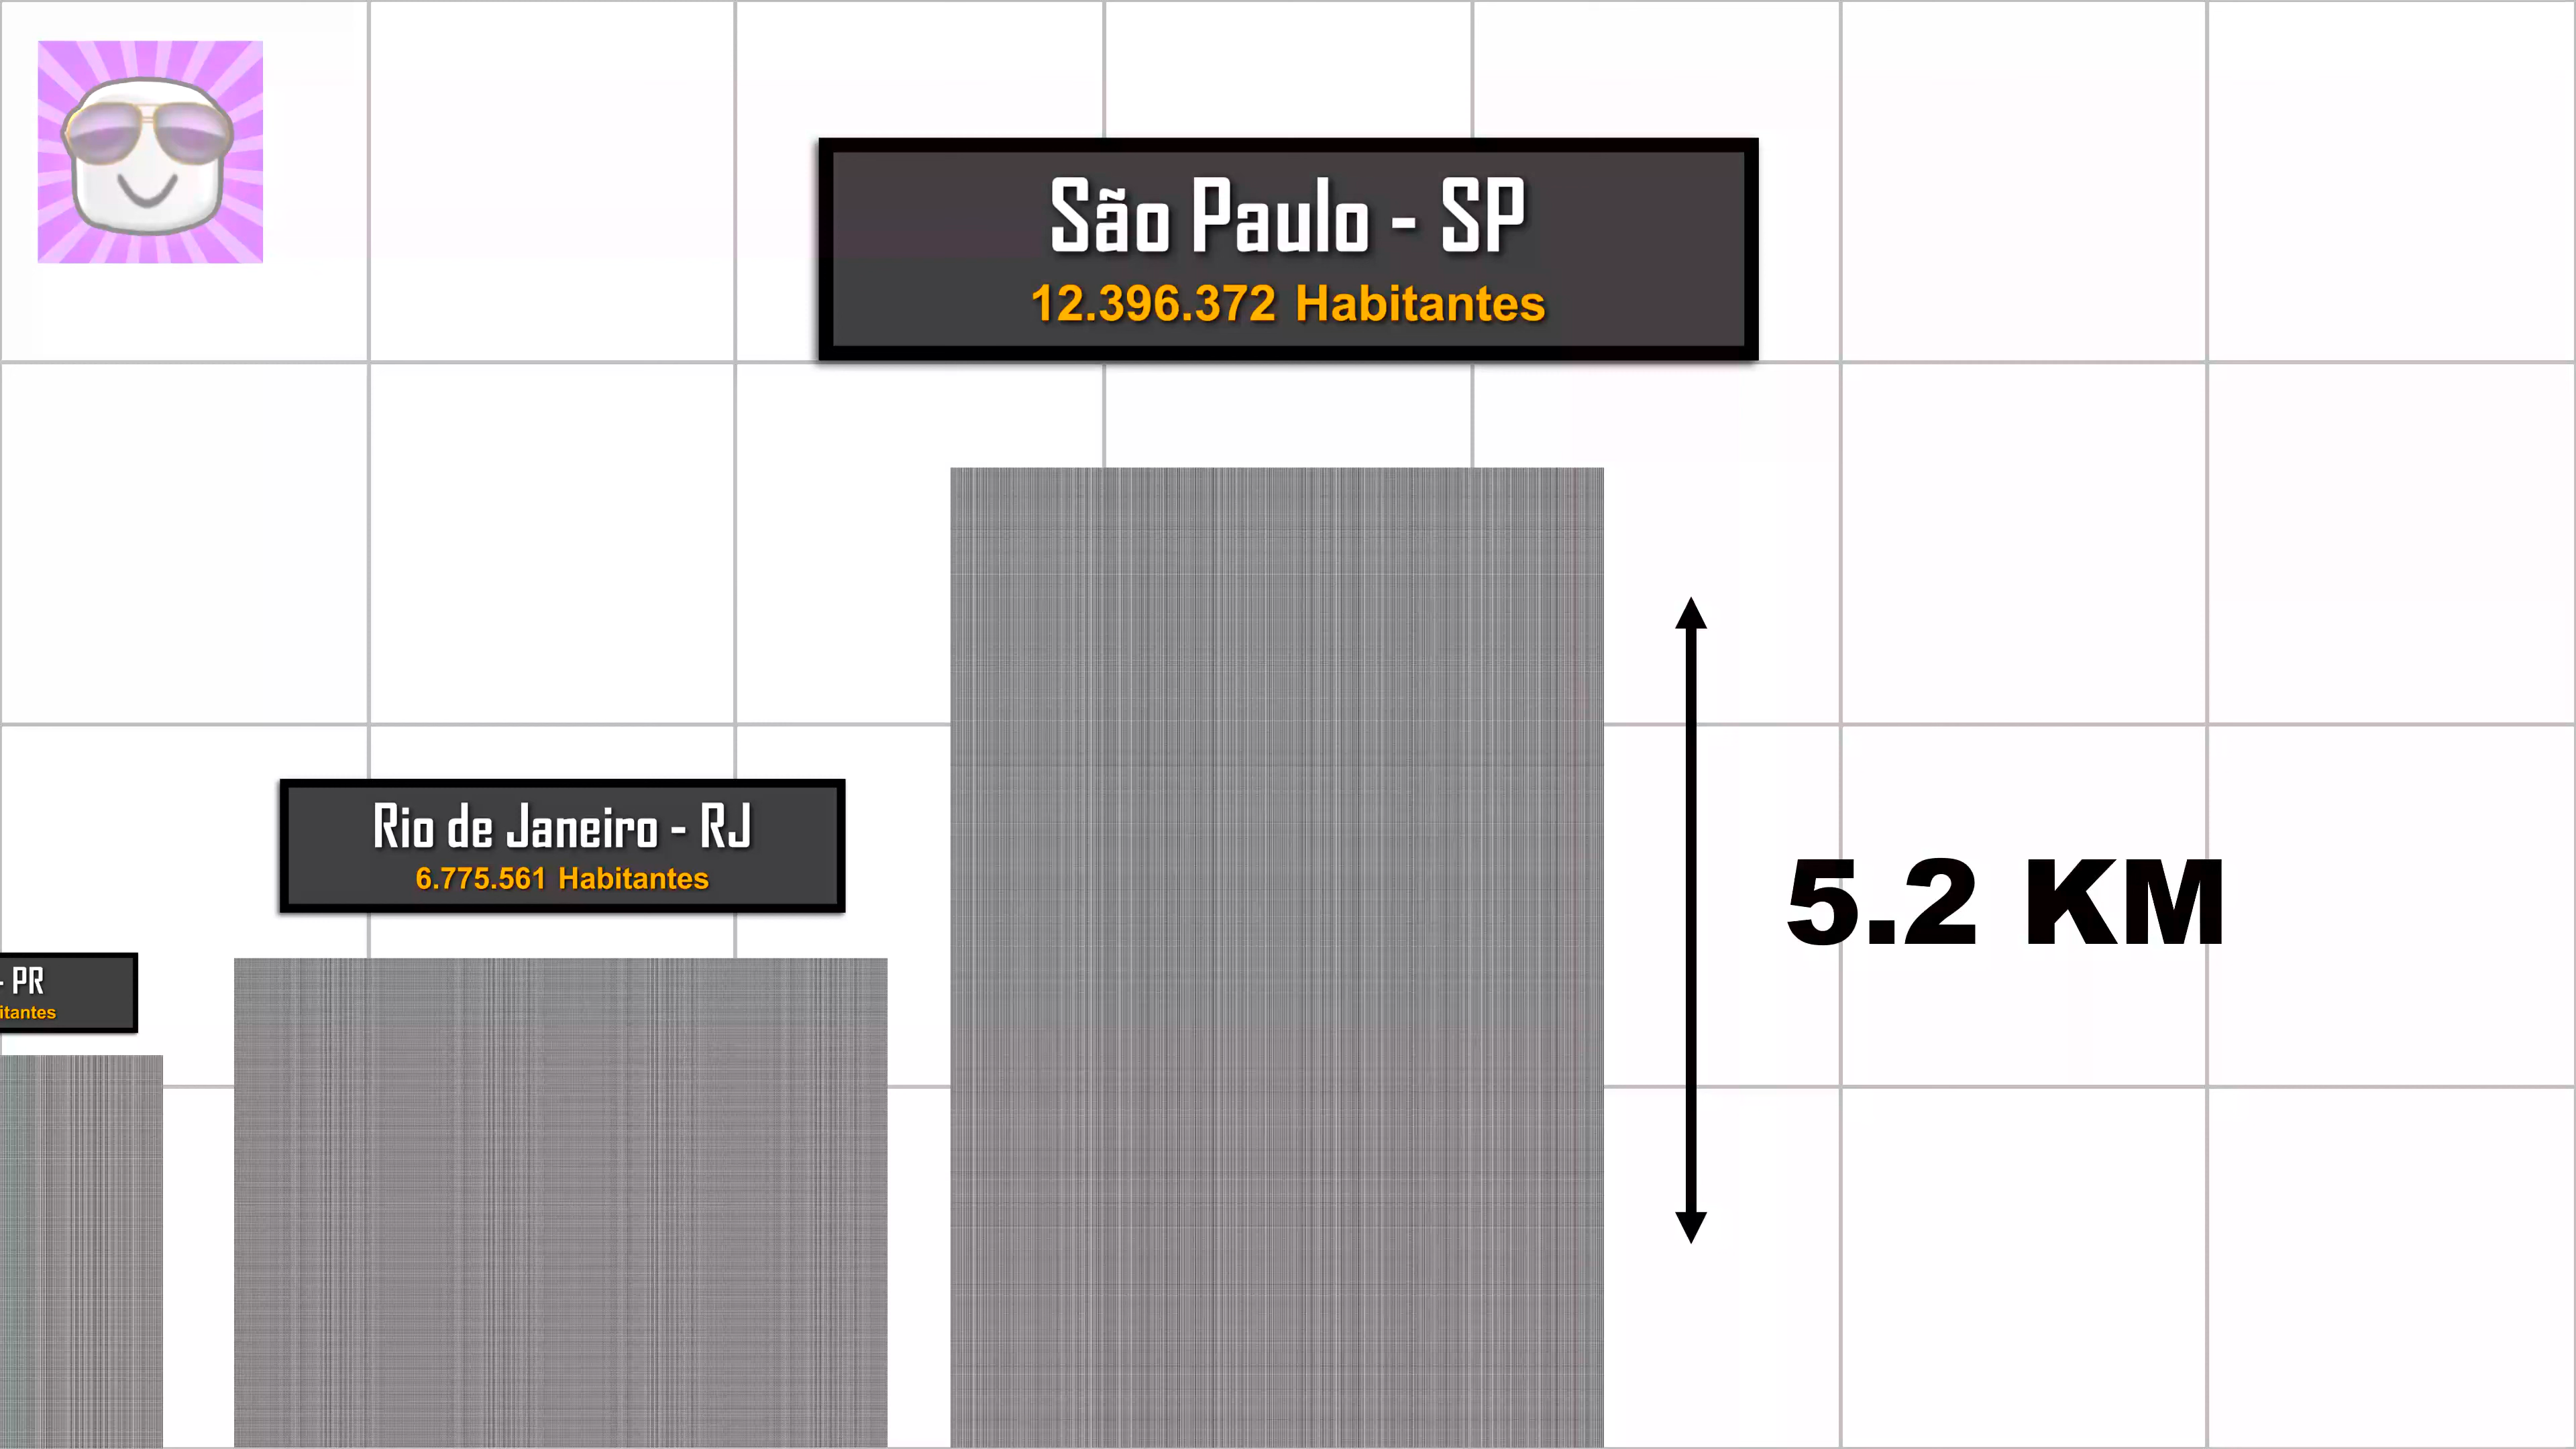 São Paulo - SP
12.396.372 Habitantes
Rio de Janeiro - RJ
6.775.561 Habitantes
5.2 KM
- PR
itantes